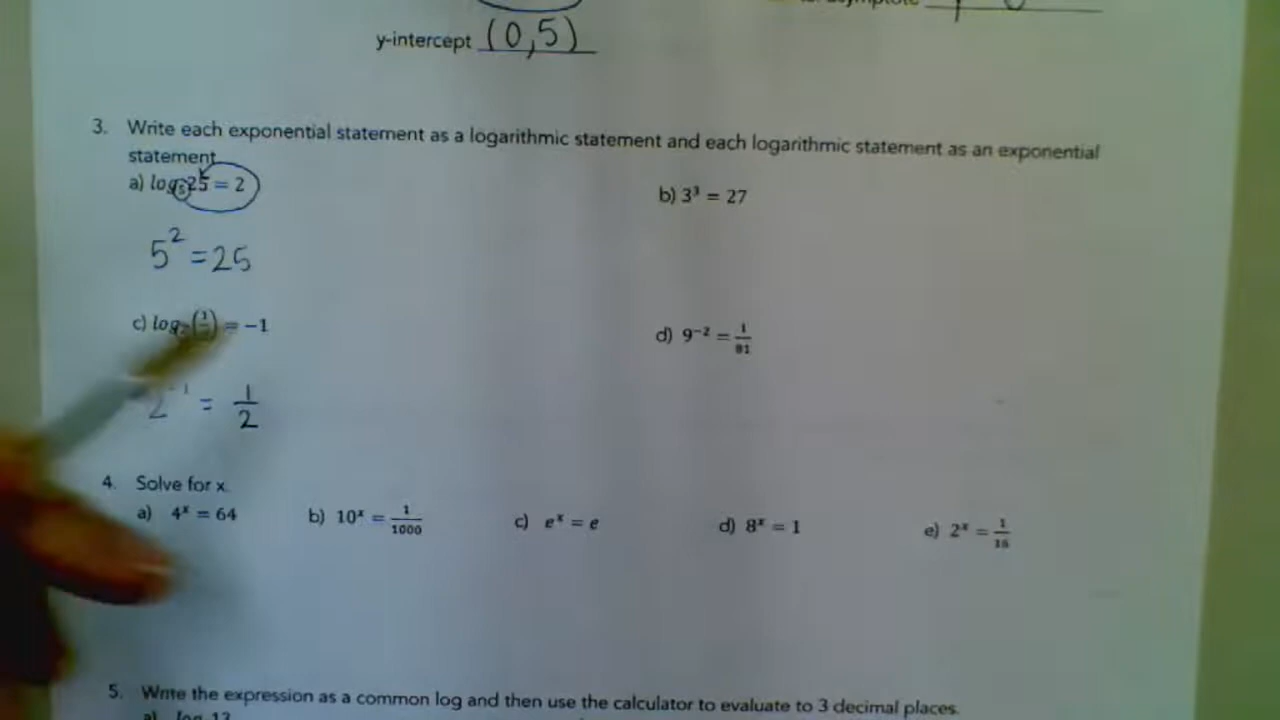 y-intercept (0,5)
3. Write each exponential statement as a logarithmic statement and each logarithmic statement as an exponential
statement
a) log₅25 = 2
b) 3³ = 27
5² = 25
c) log₂(1/2) = −1
d) 9⁻² = 1/81
2⁻¹ = 1/2
4. Solve for x.
a) 4ˣ = 64 b) 10ˣ = 1/1000 c) eˣ = e d) 8ˣ = 1 e) 2ˣ = 1/16
5. Write the expression as a common log and then use the calculator to evaluate to 3 decimal places.